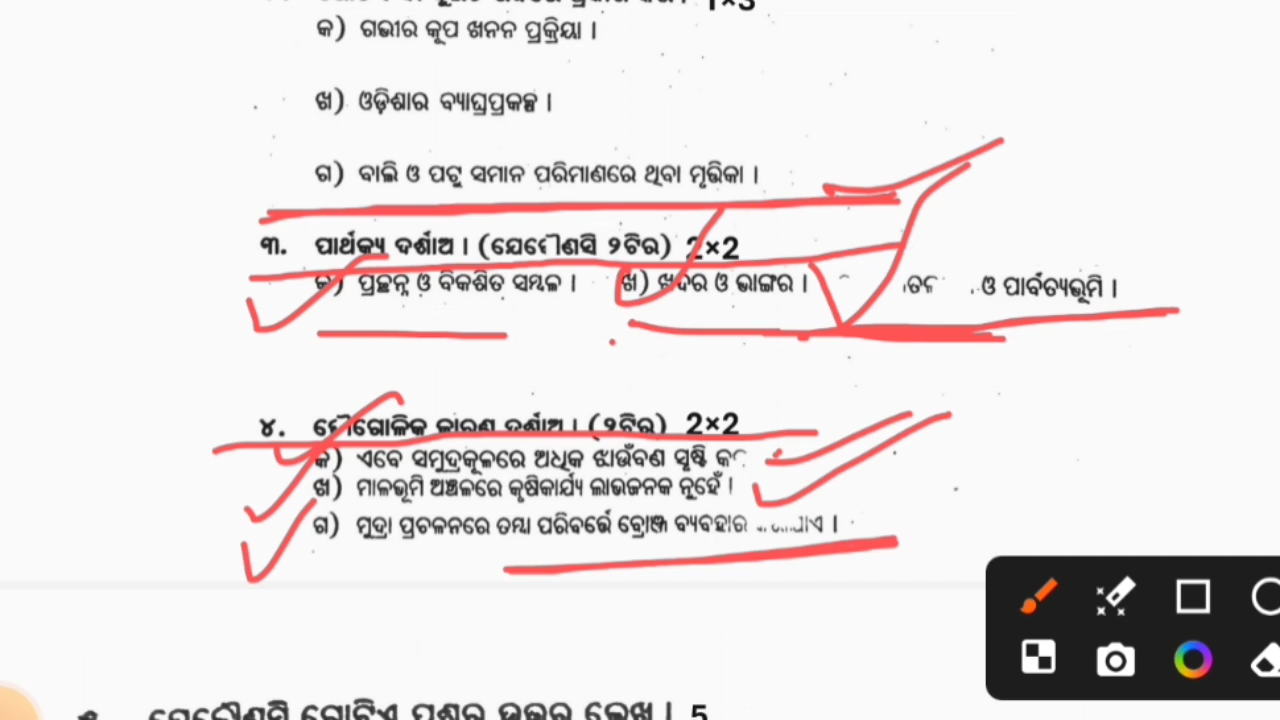 1×3
କ) ଗଭୀର କୂପ ଖନନ ପ୍ରକ୍ରିୟା ।
ଖ) ଓଡ଼ିଶାର ବ୍ୟାଘ୍ରପ୍ରକଳ୍ପ ।
ଗ) ବାଲି ଓ ପଟୁ ସମାନ ପରିମାଣରେ ଥିବା ମୃତ୍ତିକା ।
୩. ପାର୍ଥକ୍ୟ ଦର୍ଶାଅ । (ଯେକୌଣସି ୨ଟିର) 2×2
କ) ପ୍ରଚ୍ଛନ୍ନ ଓ ବିକଶିତ ସମ୍ବଳ । ଖ) ଖଦର ଓ ଭାଙ୍ଗର । ଓ ପାର୍ବତ୍ୟଭୂମି ।
୪. ଭୌଗୋଳିକ କାରଣ ଦର୍ଶାଅ । (୨ଟିର) 2×2
କ) ଏବେ ସମୁଦ୍ରକୂଳରେ ଅଧିକ ଝାଉଁବଣ ସୃଷ୍ଟି
ଖ) ମାଳଭୂମି ଅଞ୍ଚଳରେ କୃଷିକାର୍ଯ୍ୟ ଲାଭଜନକ ନୁହେଁ ।
ଗ) ମୁଦ୍ରା ପ୍ରଚଳନରେ ତମ୍ବା ପରିବର୍ତ୍ତେ ବ୍ରୋଞ୍ଜ ବ୍ୟବହାର
ଯେକୌଣସି ଗୋଟିଏ ପ୍ରଶ୍ନର ଉତ୍ତର ଲେଖ । 5